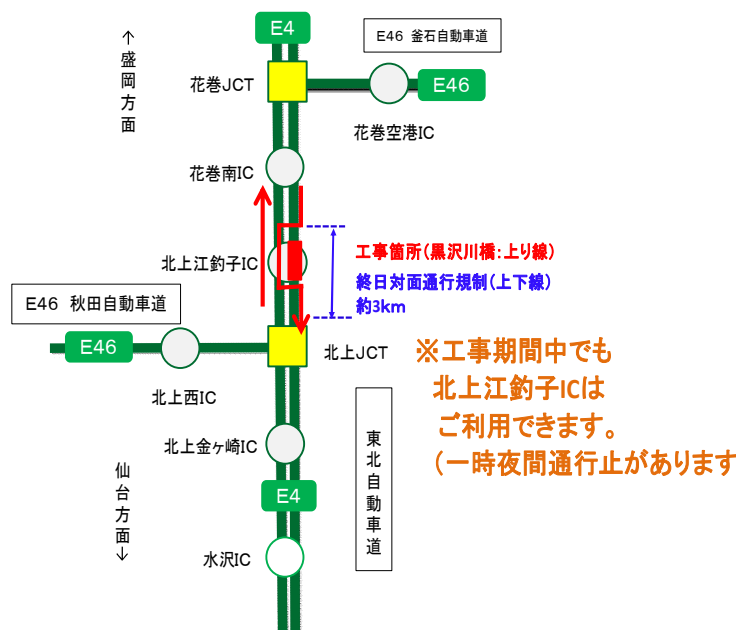 E4
E46 釜石自動車道
↑盛岡方面
花巻JCT
E46
花巻空港IC
花巻南IC
工事箇所(黒沢川橋:上り線)
北上江釣子IC
終日対面通行規制(上下線)
約3km
E46 秋田自動車道
E46
北上JCT
※工事期間中でも
北上江釣子ICは
ご利用できます。
(一時夜間通行止があります
北上西IC
北上金ヶ崎IC
東北自動車道
仙台方面↓
E4
水沢IC